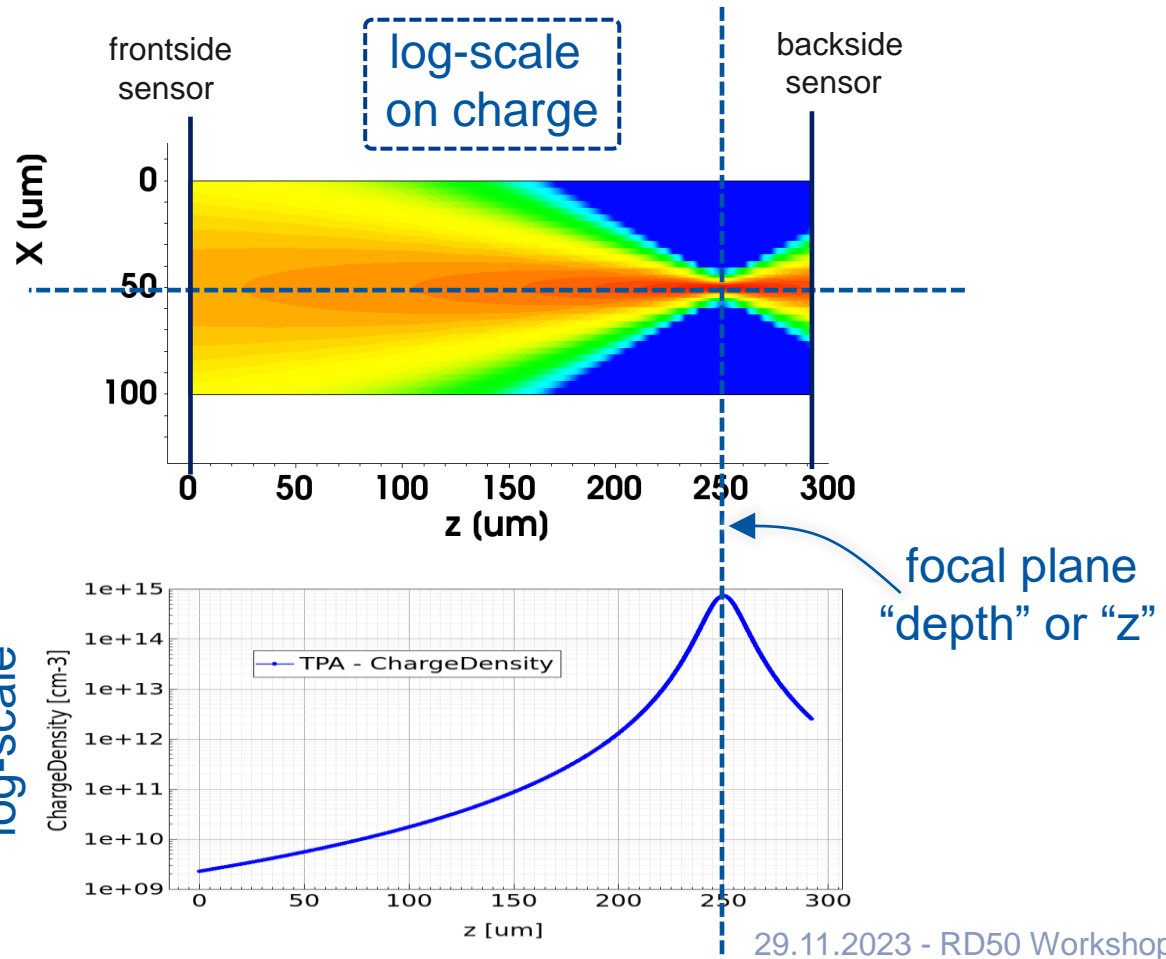 frontside
sensor
log-scale
on charge
backside
sensor
X (um)
0
50
100
0 50 100 150 200 250 300
z (um)
focal plane
“depth” or “z”
log-scale
ChargeDensity [cm-3]
1e+15
1e+14
1e+13
1e+12
1e+11
1e+10
1e+09
TPA - ChargeDensity
0 50 100 150 200 250 300
z [um]
29.11.2023 - RD50 Workshop